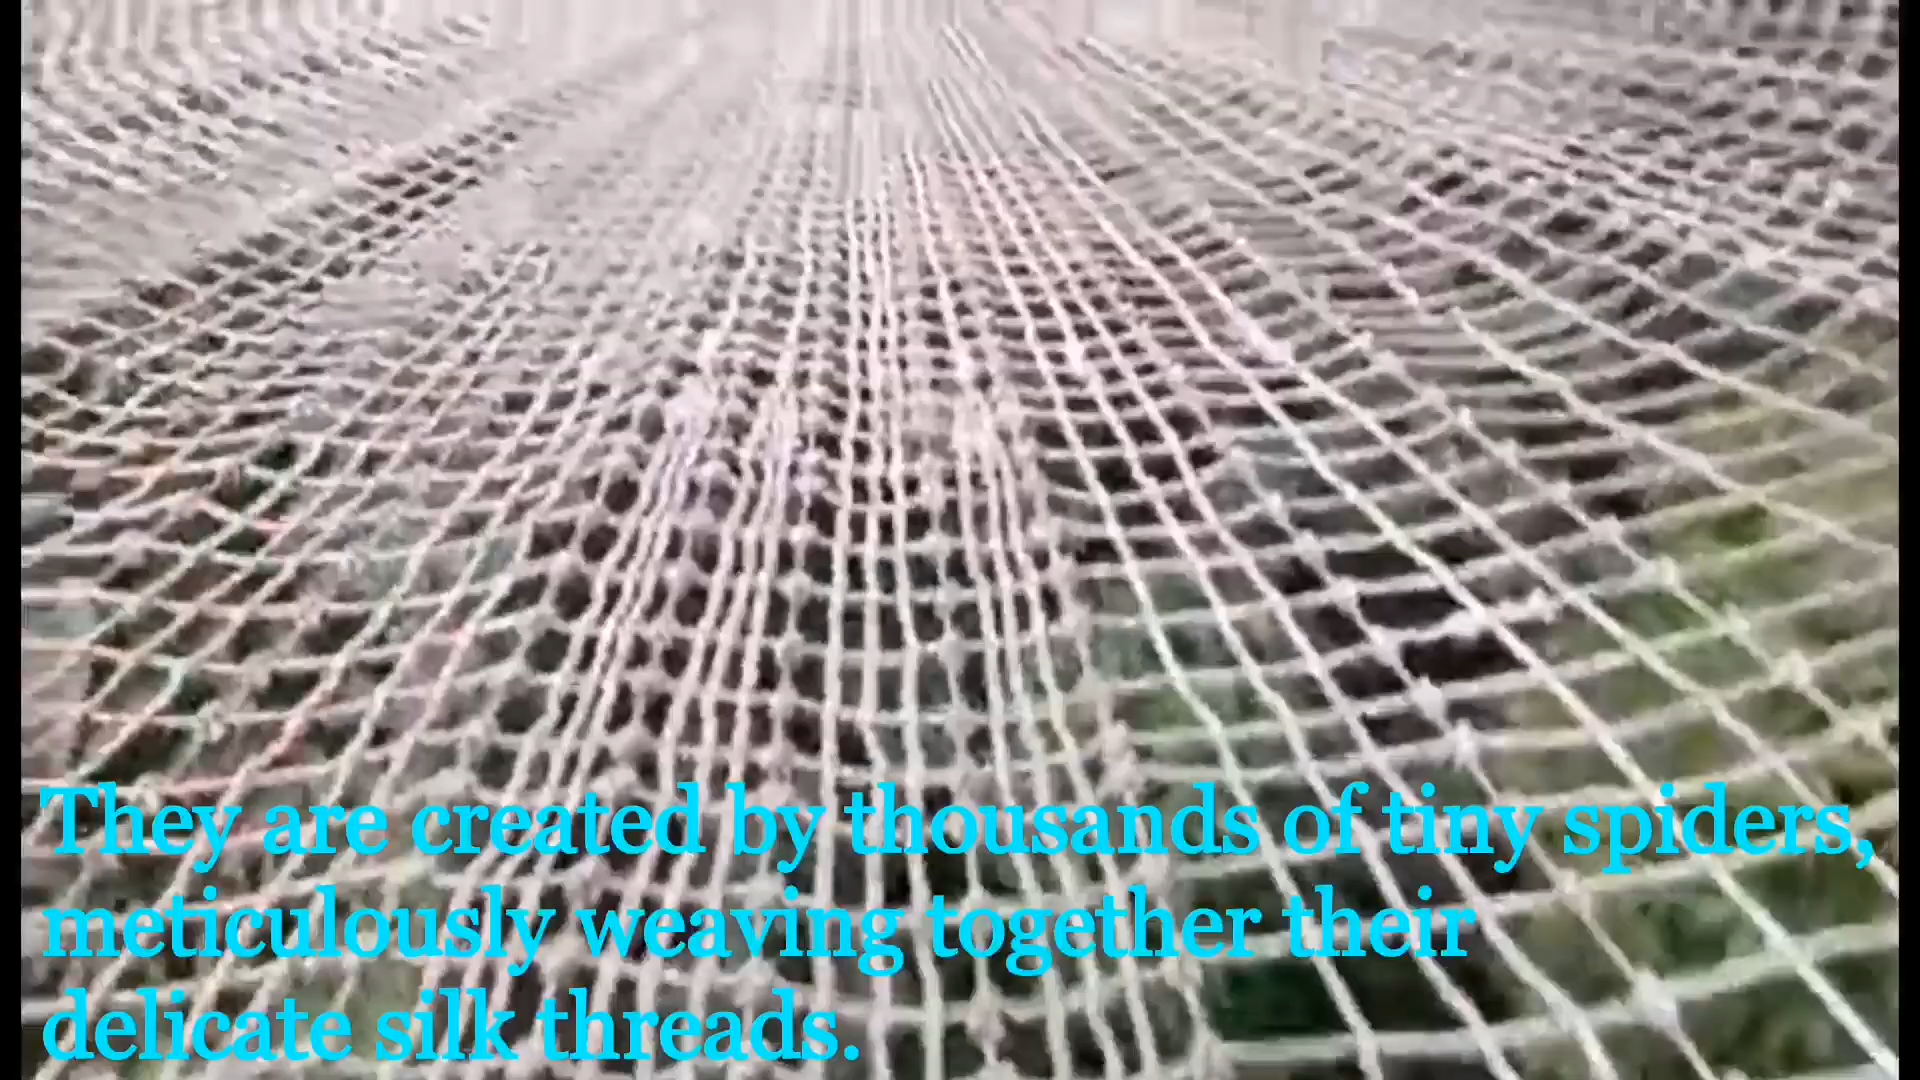 They are created by thousands of tiny spiders,
meticulously weaving together their
delicate silk threads.